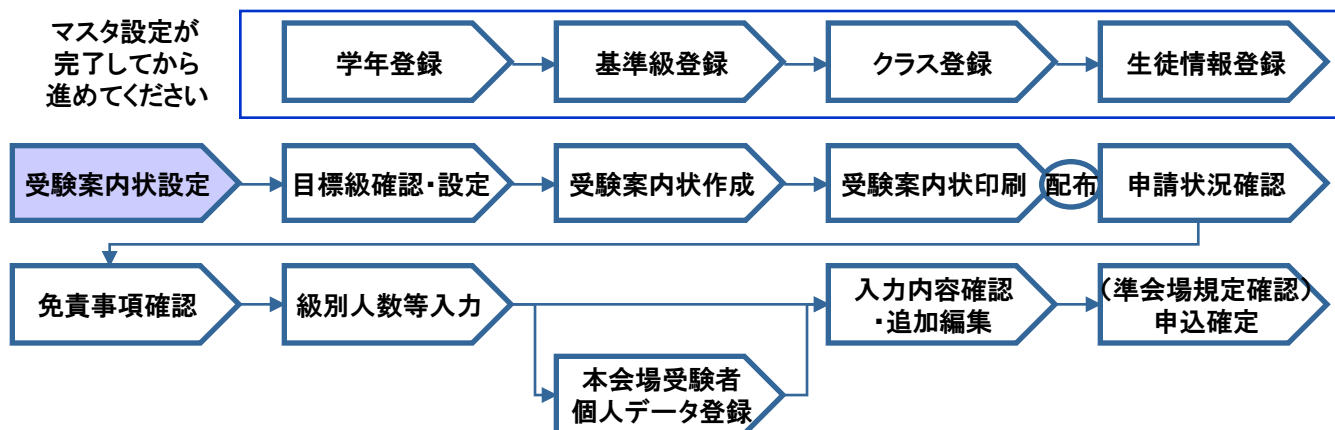 マスタ設定が
完了してから
進めてください
学年登録
基準級登録
クラス登録
生徒情報登録
受験案内状設定
目標級確認・設定
受験案内状作成
受験案内状印刷
配布
申請状況確認
免責事項確認
級別人数等入力
入力内容確認
・追加編集
（準会場規定確認）
申込確定
本会場受験者
個人データ登録